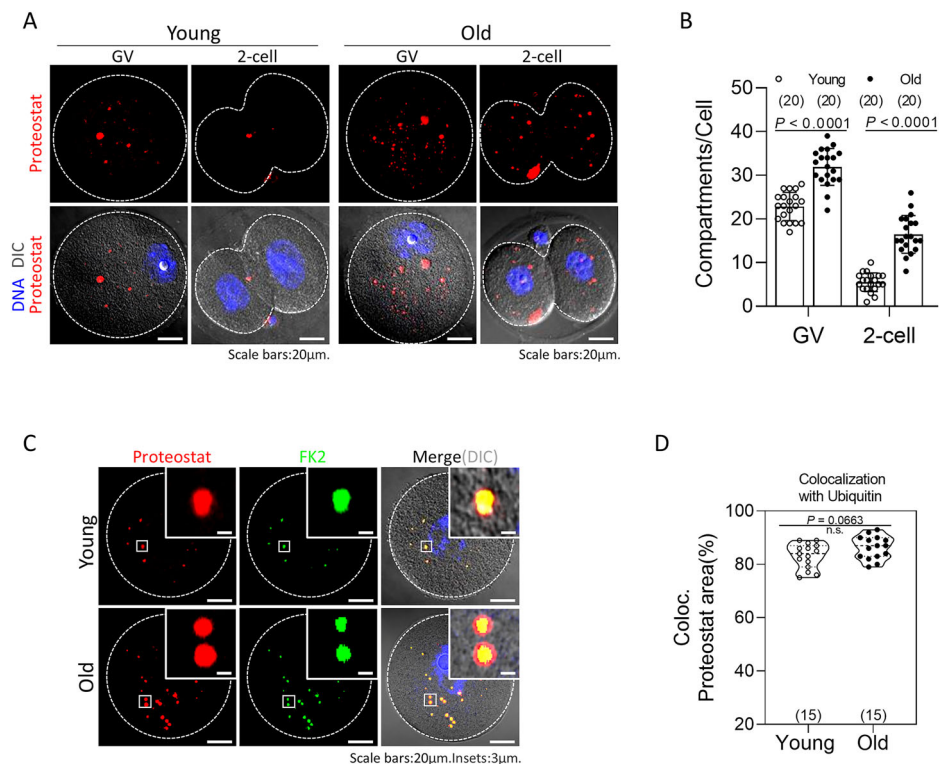 A
Young
Old
GV
2-cell
GV
2-cell
Proteostat
DNA DIC
Proteostat
Scale bars:20μm.
Scale bars:20μm.
B
Young
Old
(20)
(20)
(20)
(20)
P < 0.0001
P < 0.0001
Compartments/Cell
50
40
30
20
10
0
GV
2-cell
C
Proteostat
FK2
Merge(DIC)
Young
Old
Scale bars:20μm.Insets:3μm.
D
Colocalization
with Ubiquitin
P = 0.0663
n.s.
Coloc.
Proteostat area(%)
100
80
60
40
20
(15)
(15)
Young
Old